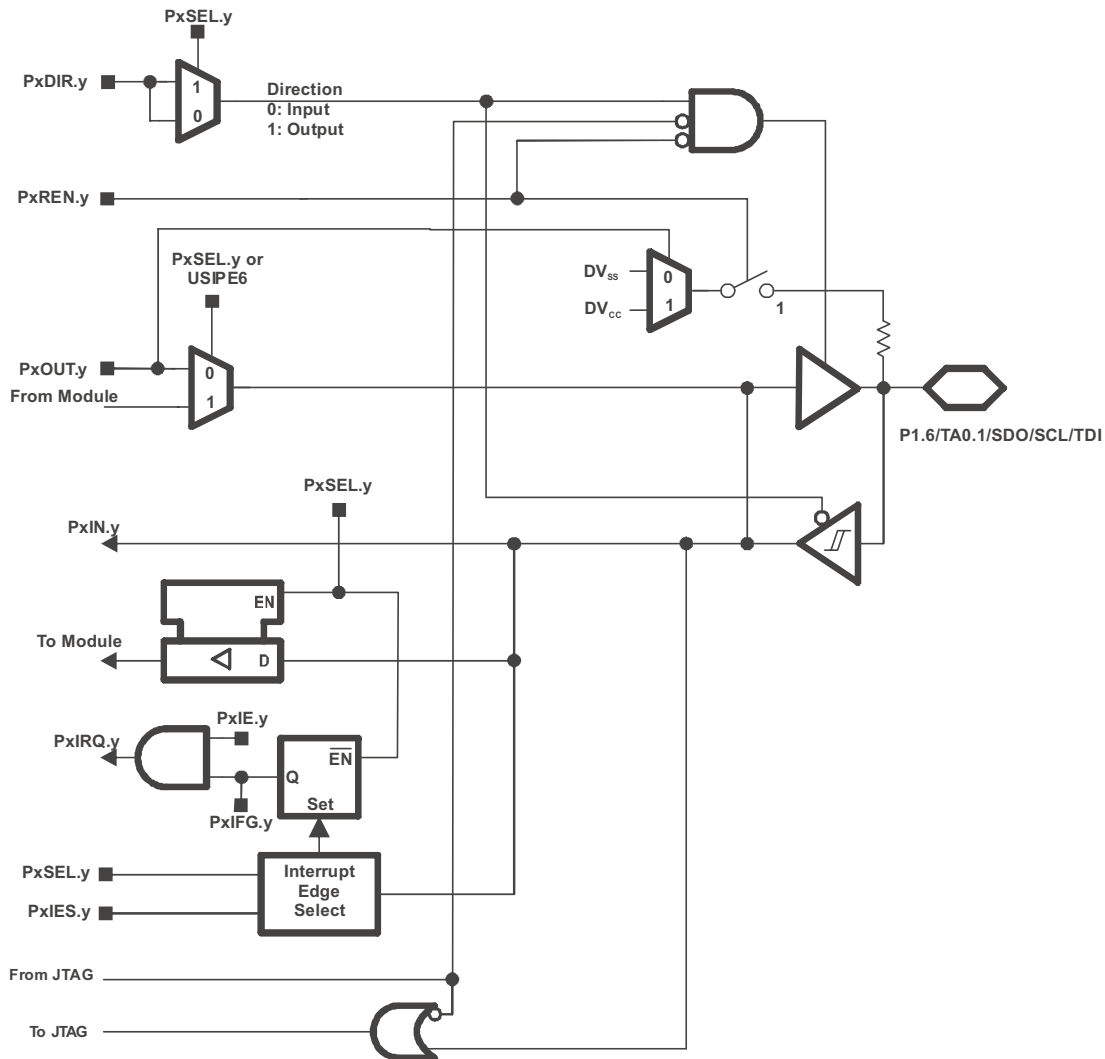 PxSEL.y
PxDIR.y
1
0
Direction
0: Input
1: Output
PxREN.y
PxSEL.y or
USIPE6
DVSS
0
DVCC
1
1
PxOUT.y
0
From Module
1
P1.6/TA0.1/SDO/SCL/TDI
PxSEL.y
PxIN.y
EN
To Module
D
PxIE.y
PxIRQ.y
EN
Q
Set
PxIFG.y
PxSEL.y
Interrupt
Edge
Select
PxIES.y
From JTAG
To JTAG